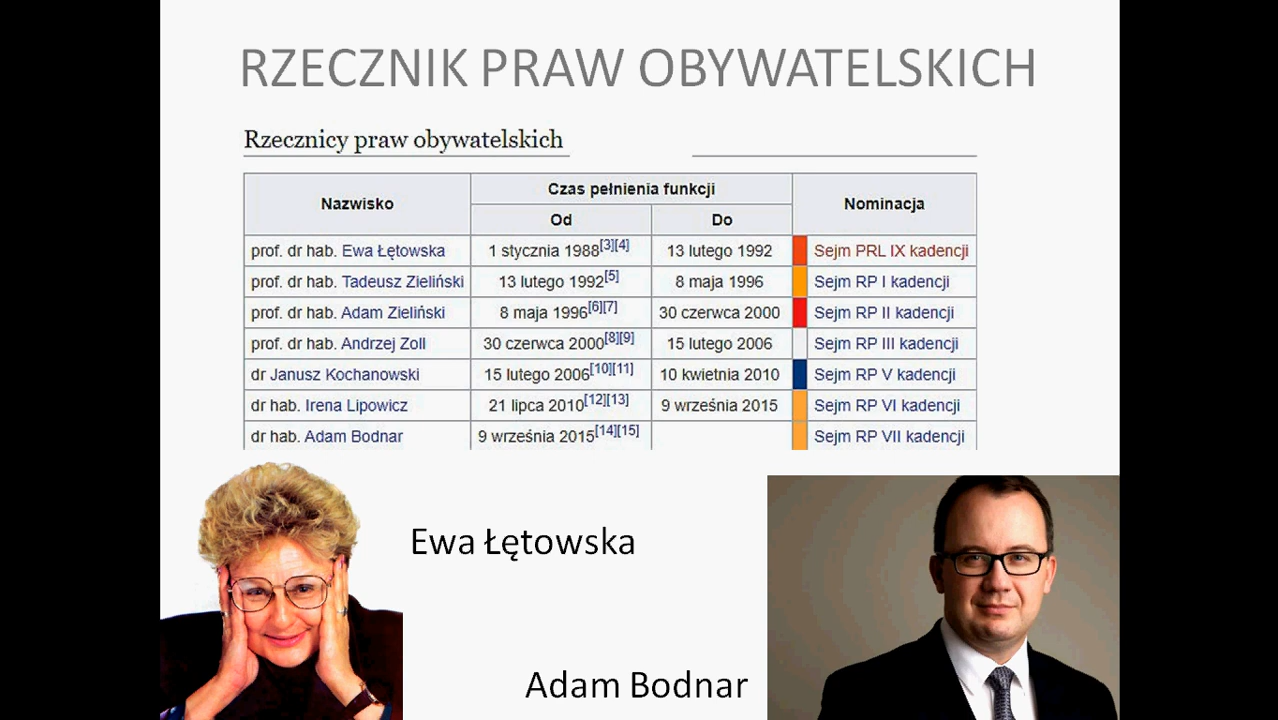 RZECZNIK PRAW OBYWATELSKICH
Rzecznicy praw obywatelskich
Nazwisko Czas pełnienia funkcji Nominacja
Od Do
prof. dr hab. Ewa Łętowska 1 stycznia 1988[3][4] 13 lutego 1992 Sejm PRL IX kadencji
prof. dr hab. Tadeusz Zieliński 13 lutego 1992[5] 8 maja 1996 Sejm RP I kadencji
prof. dr hab. Adam Zieliński 8 maja 1996[6][7] 30 czerwca 2000 Sejm RP II kadencji
prof. dr hab. Andrzej Zoll 30 czerwca 2000[8][9] 15 lutego 2006 Sejm RP III kadencji
dr Janusz Kochanowski 15 lutego 2006[10][11] 10 kwietnia 2010 Sejm RP V kadencji
dr hab. Irena Lipowicz 21 lipca 2010[12][13] 9 września 2015 Sejm RP VI kadencji
dr hab. Adam Bodnar 9 września 2015[14][15] Sejm RP VII kadencji
Ewa Łętowska
Adam Bodnar